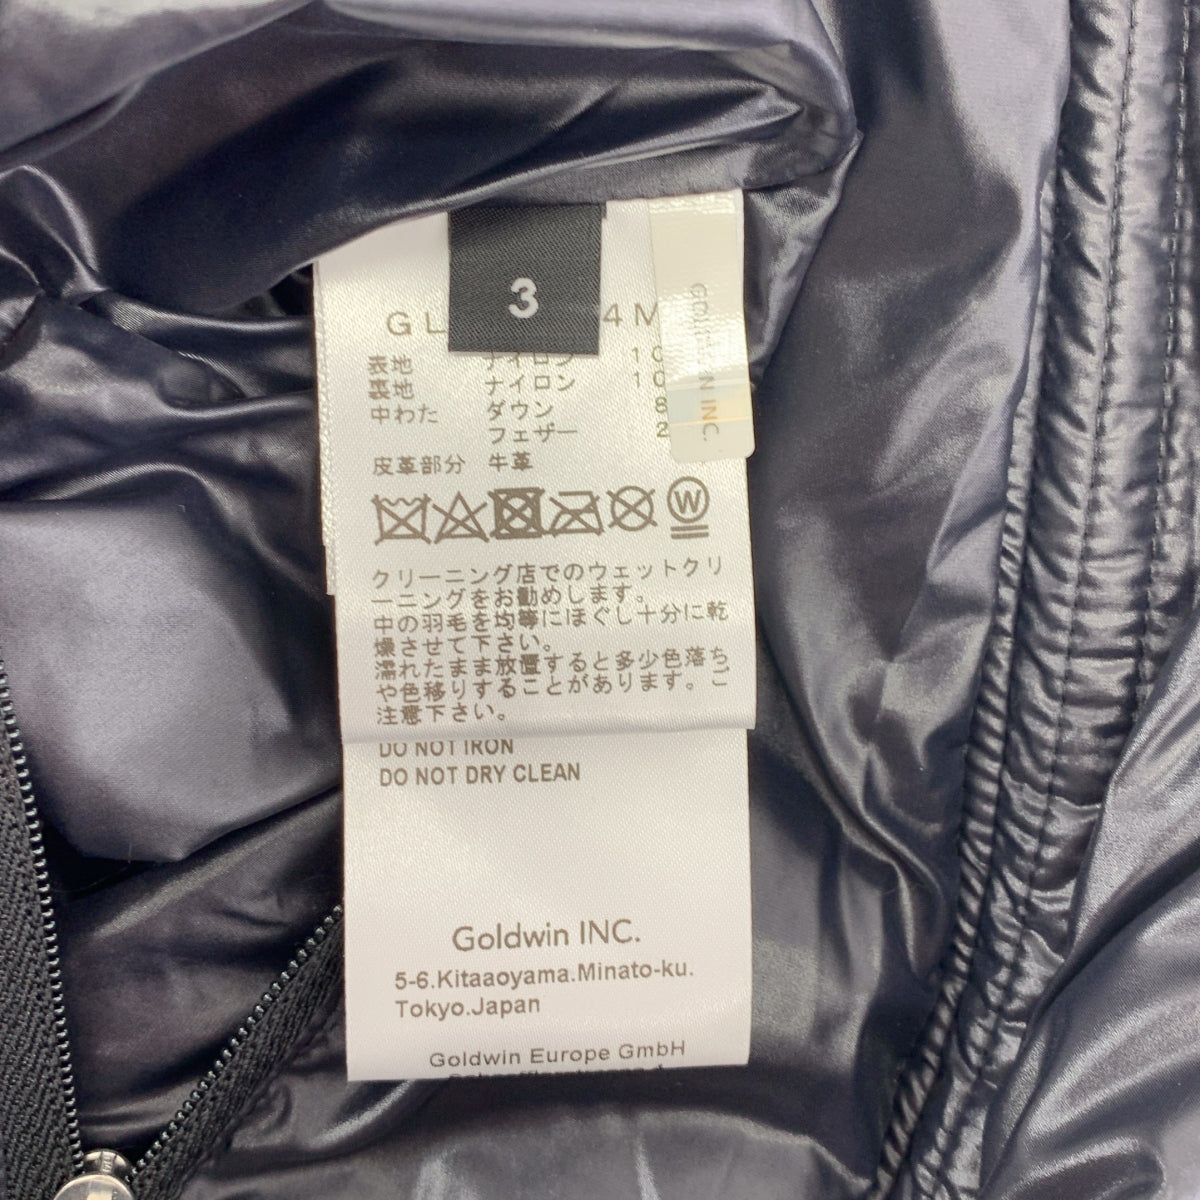 3
GL 4M
表地 ナイロン 10
裏地 ナイロン 10
中わた ダウン 8
フェザー 2
皮革部分 牛革
GOLDWIN INC.
W
クリーニング店でのウェットクリ
ーニングをお勧めします。
中の羽毛を均等にほぐし十分に乾
燥させて下さい。
濡れたまま放置すると多少色落ち
や色移りすることがあります。ご
注意下さい。
DO NOT IRON
DO NOT DRY CLEAN
Goldwin INC.
5-6.Kitaaoyama.Minato-ku.
Tokyo.Japan
Goldwin Europe GmbH